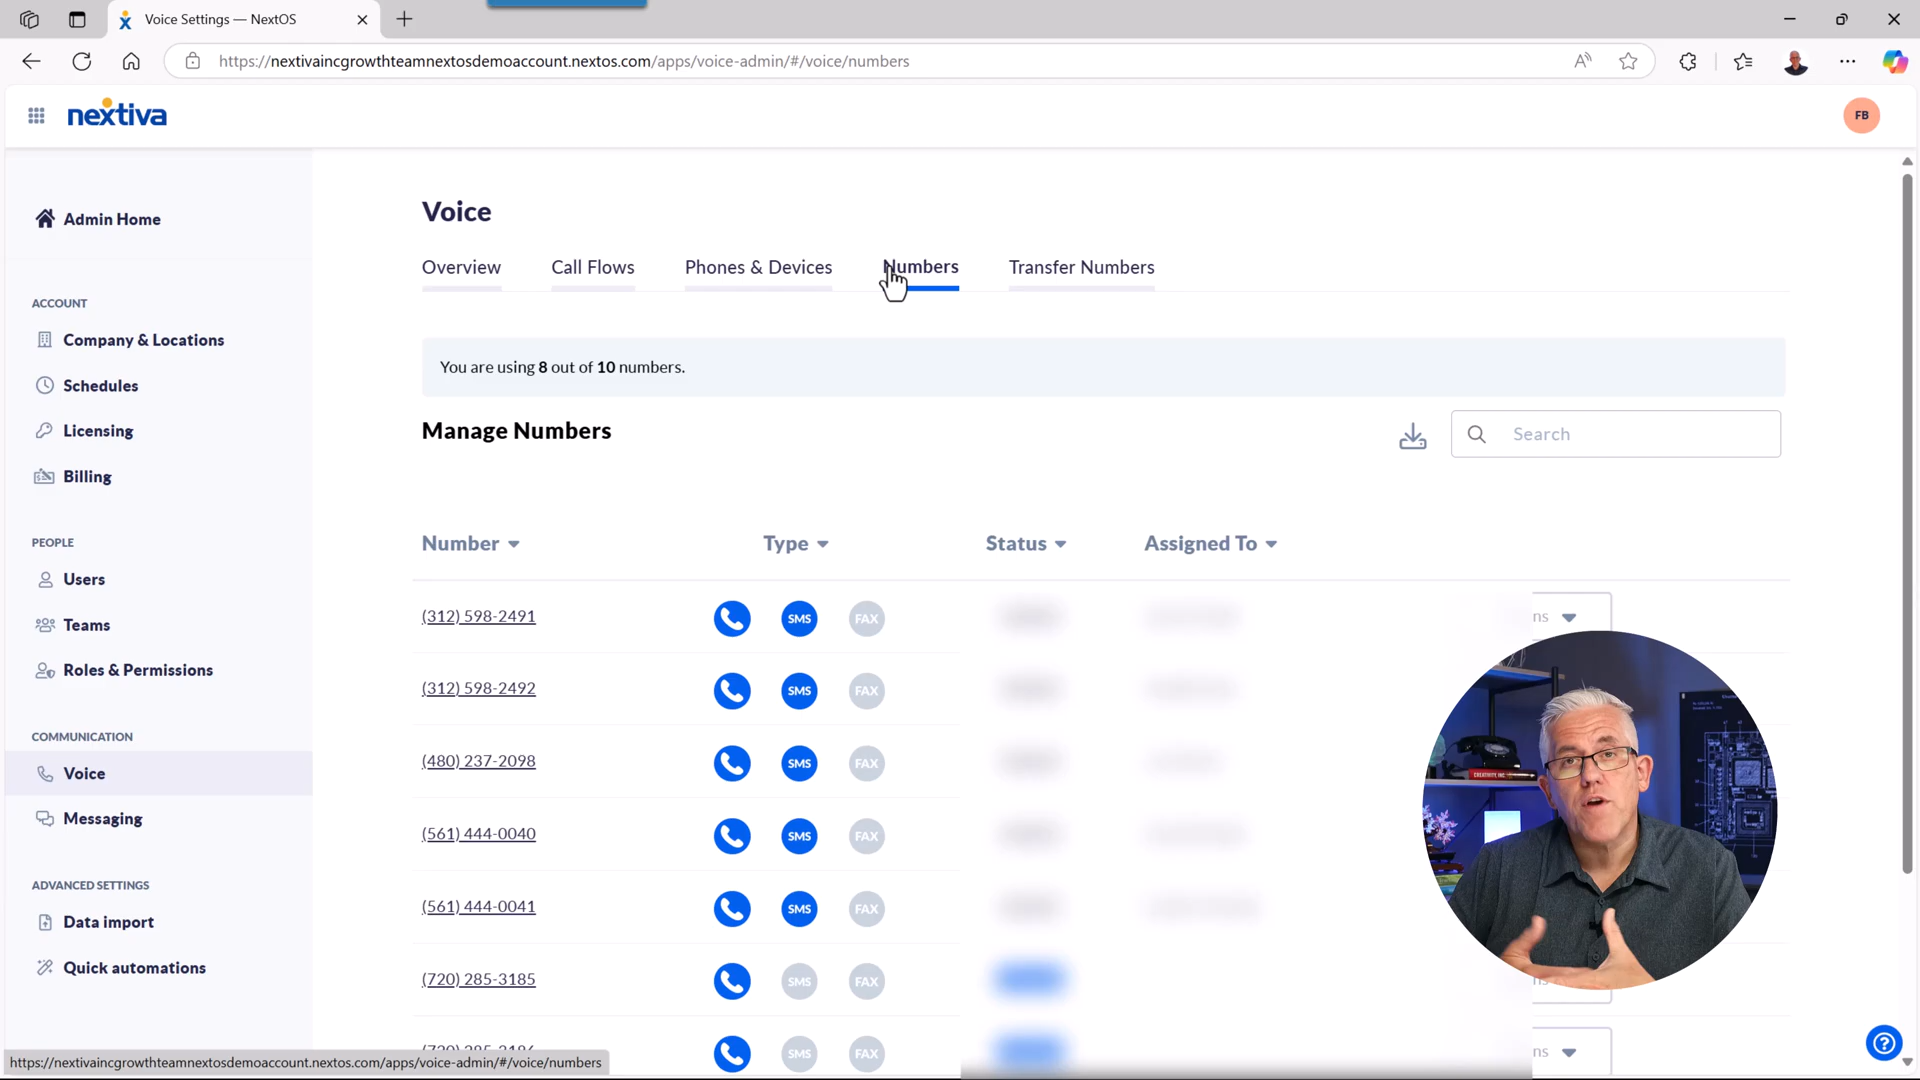 Voice Settings — NextOS
https://nextivaincgrowthteamnextosdemoaccount.nextos.com/apps/voice-admin/#/voice/numbers
nextiva
FB
Admin Home
ACCOUNT
Company & Locations
Schedules
Licensing
Billing
PEOPLE
Users
Teams
Roles & Permissions
COMMUNICATION
Voice
Messaging
ADVANCED SETTINGS
Data import
Quick automations
Voice
Overview Call Flows Phones & Devices Numbers Transfer Numbers
You are using 8 out of 10 numbers.
Manage Numbers
Search
Number Type Status Assigned To
(312) 598-2491 SMS FAX ns
(312) 598-2492 SMS FAX
(480) 237-2098 SMS FAX
(561) 444-0040 SMS FAX
(561) 444-0041 SMS FAX
(720) 285-3185 SMS FAX
SMS FAX ns
CREATIVITY, INC.
https://nextivaincgrowthteamnextosdemoaccount.nextos.com/apps/voice-admin/#/voice/numbers